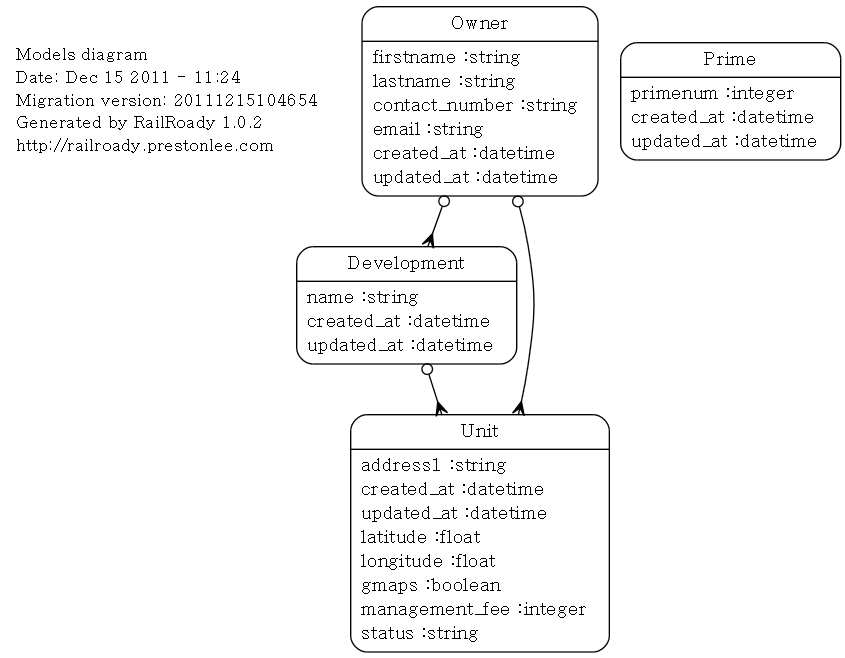 Models diagram
Date: Dec 15 2011 - 11:24
Migration version: 20111215104654
Generated by RailRoady 1.0.2
http://railroady.prestonlee.com
Owner
firstname :string
lastname :string
contact_number :string
email :string
created_at :datetime
updated_at :datetime
Prime
primenum :integer
created_at :datetime
updated_at :datetime
Development
name :string
created_at :datetime
updated_at :datetime
Unit
address1 :string
created_at :datetime
updated_at :datetime
latitude :float
longitude :float
gmaps :boolean
management_fee :integer
status :string